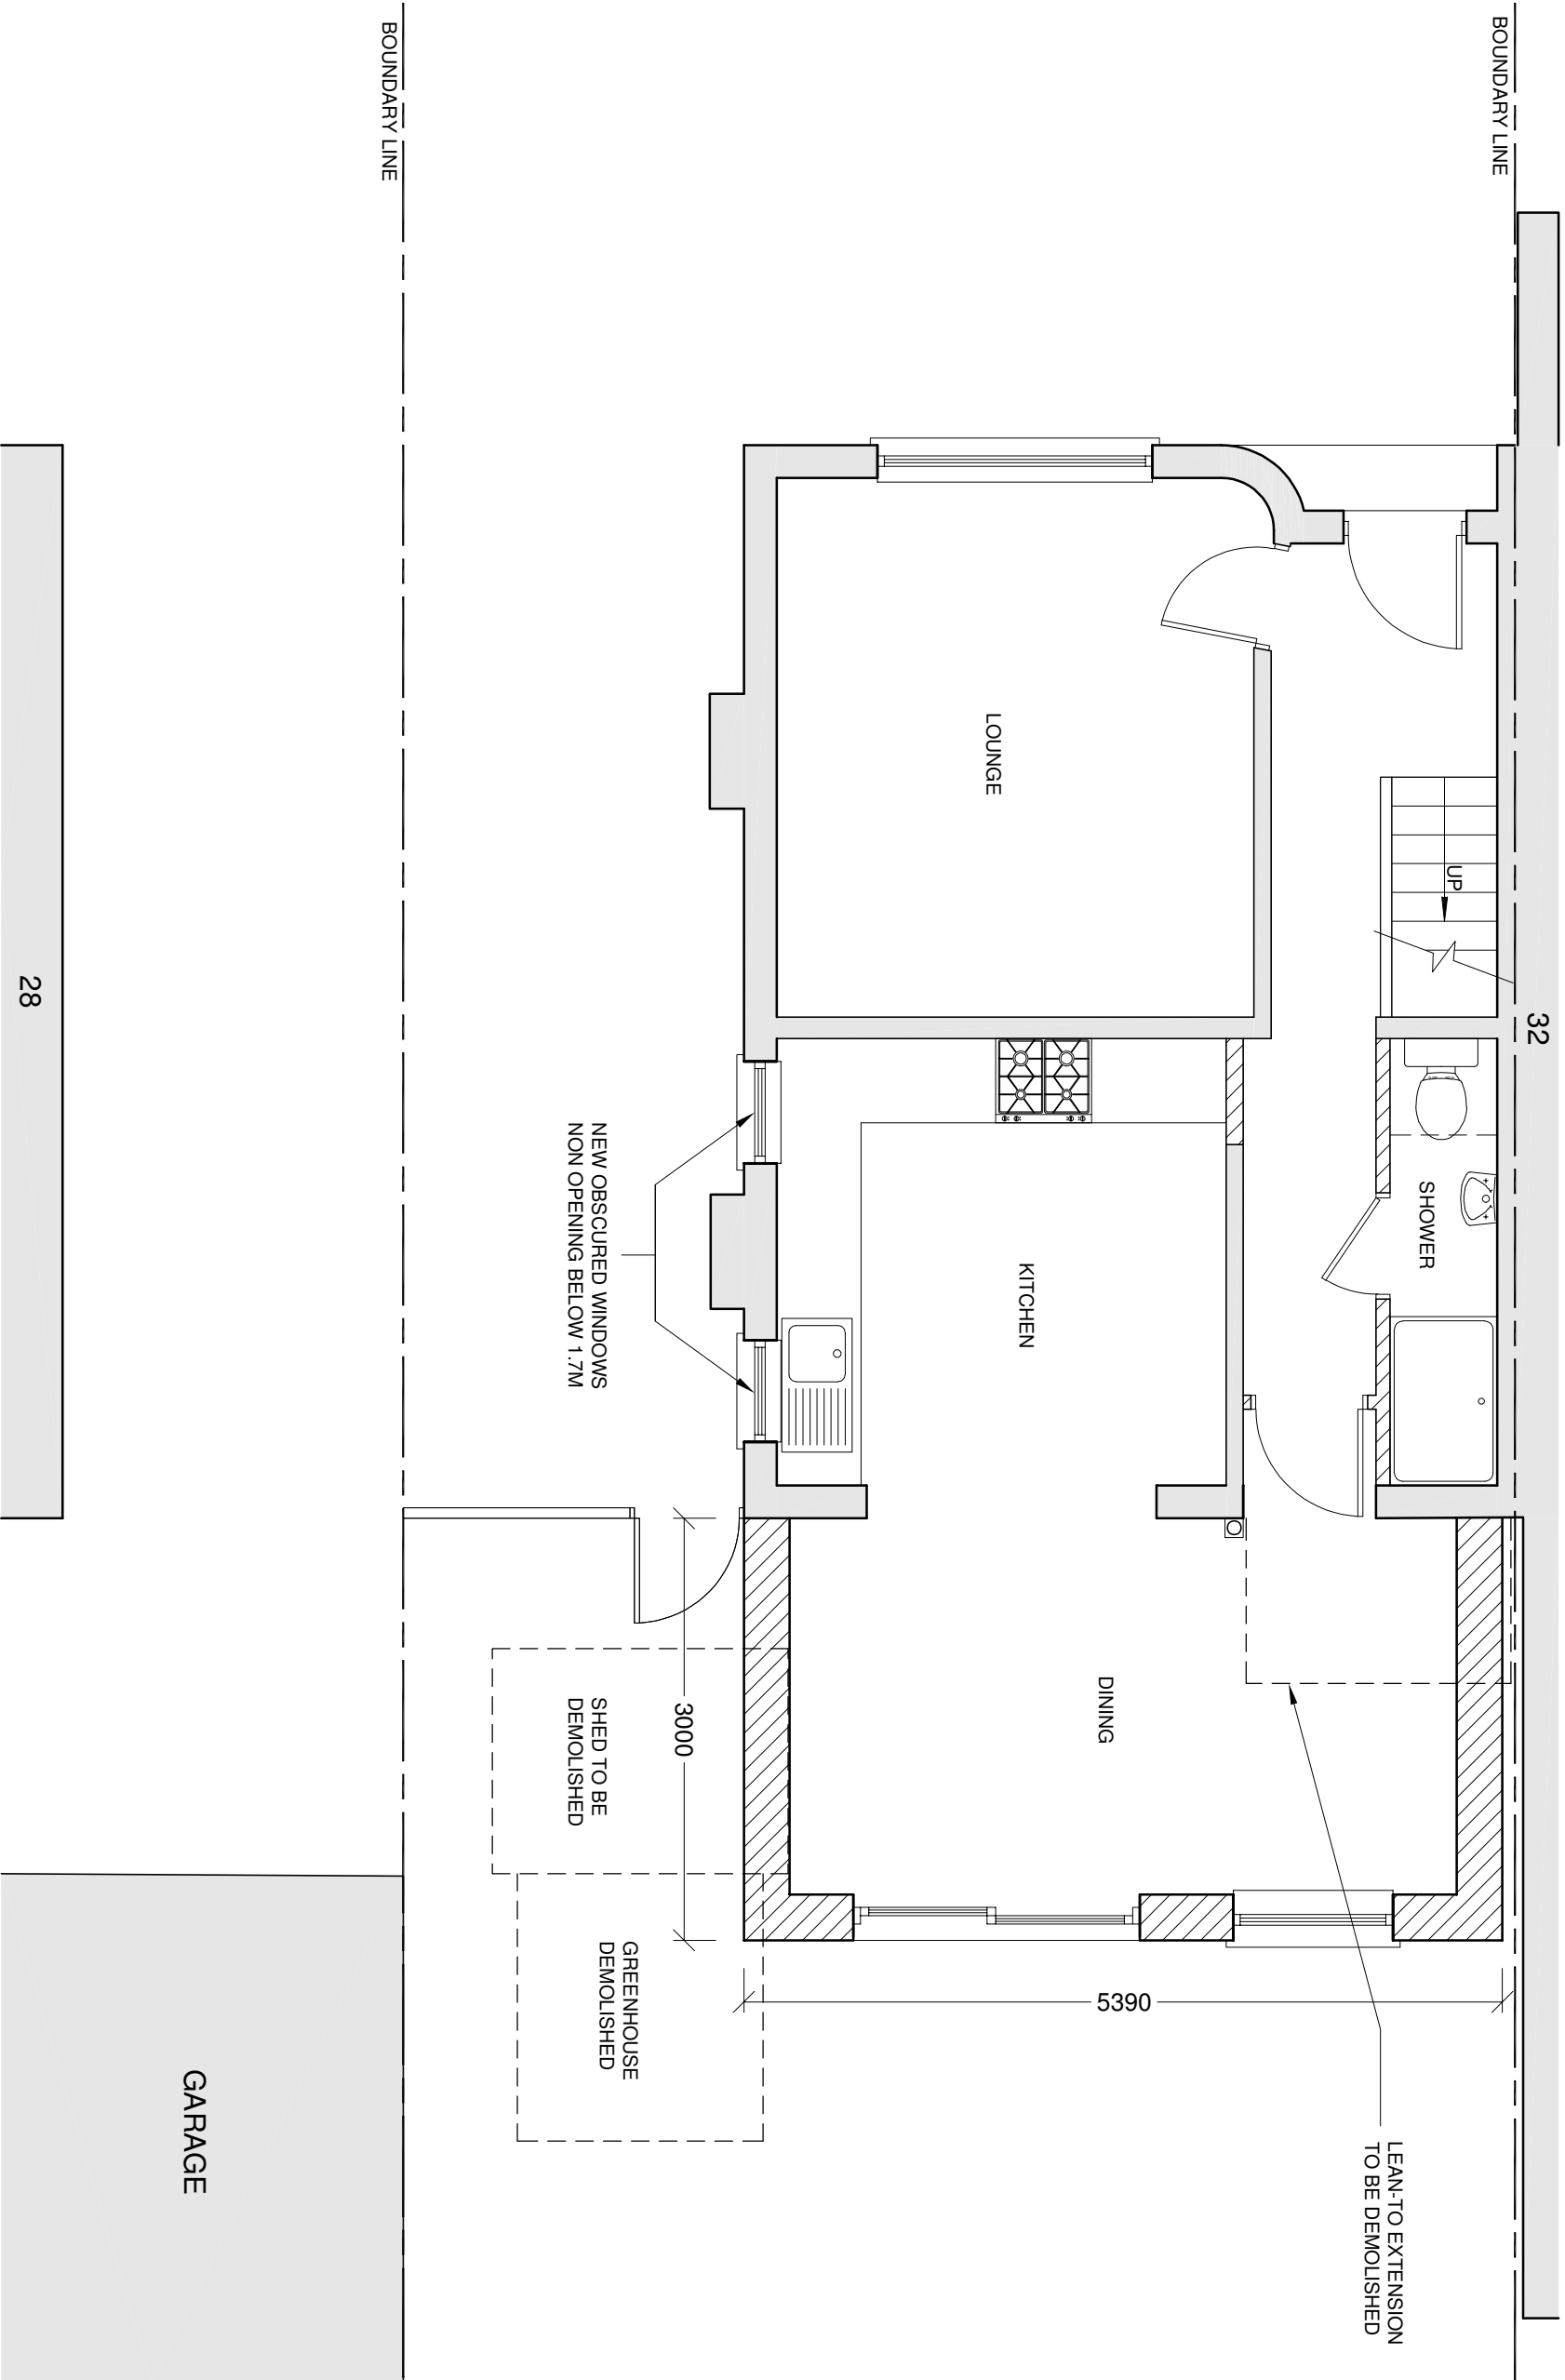 BOUNDARY LINE
BOUNDARY LINE
32
UP
LOUNGE
SHOWER
KITCHEN
NEW OBSCURED WINDOWS
NON OPENING BELOW 1.7M
28
DINING
3000
SHED TO BE
DEMOLISHED
GREENHOUSE
DEMOLISHED
5390
LEAN-TO EXTENSION
TO BE DEMOLISHED
GARAGE